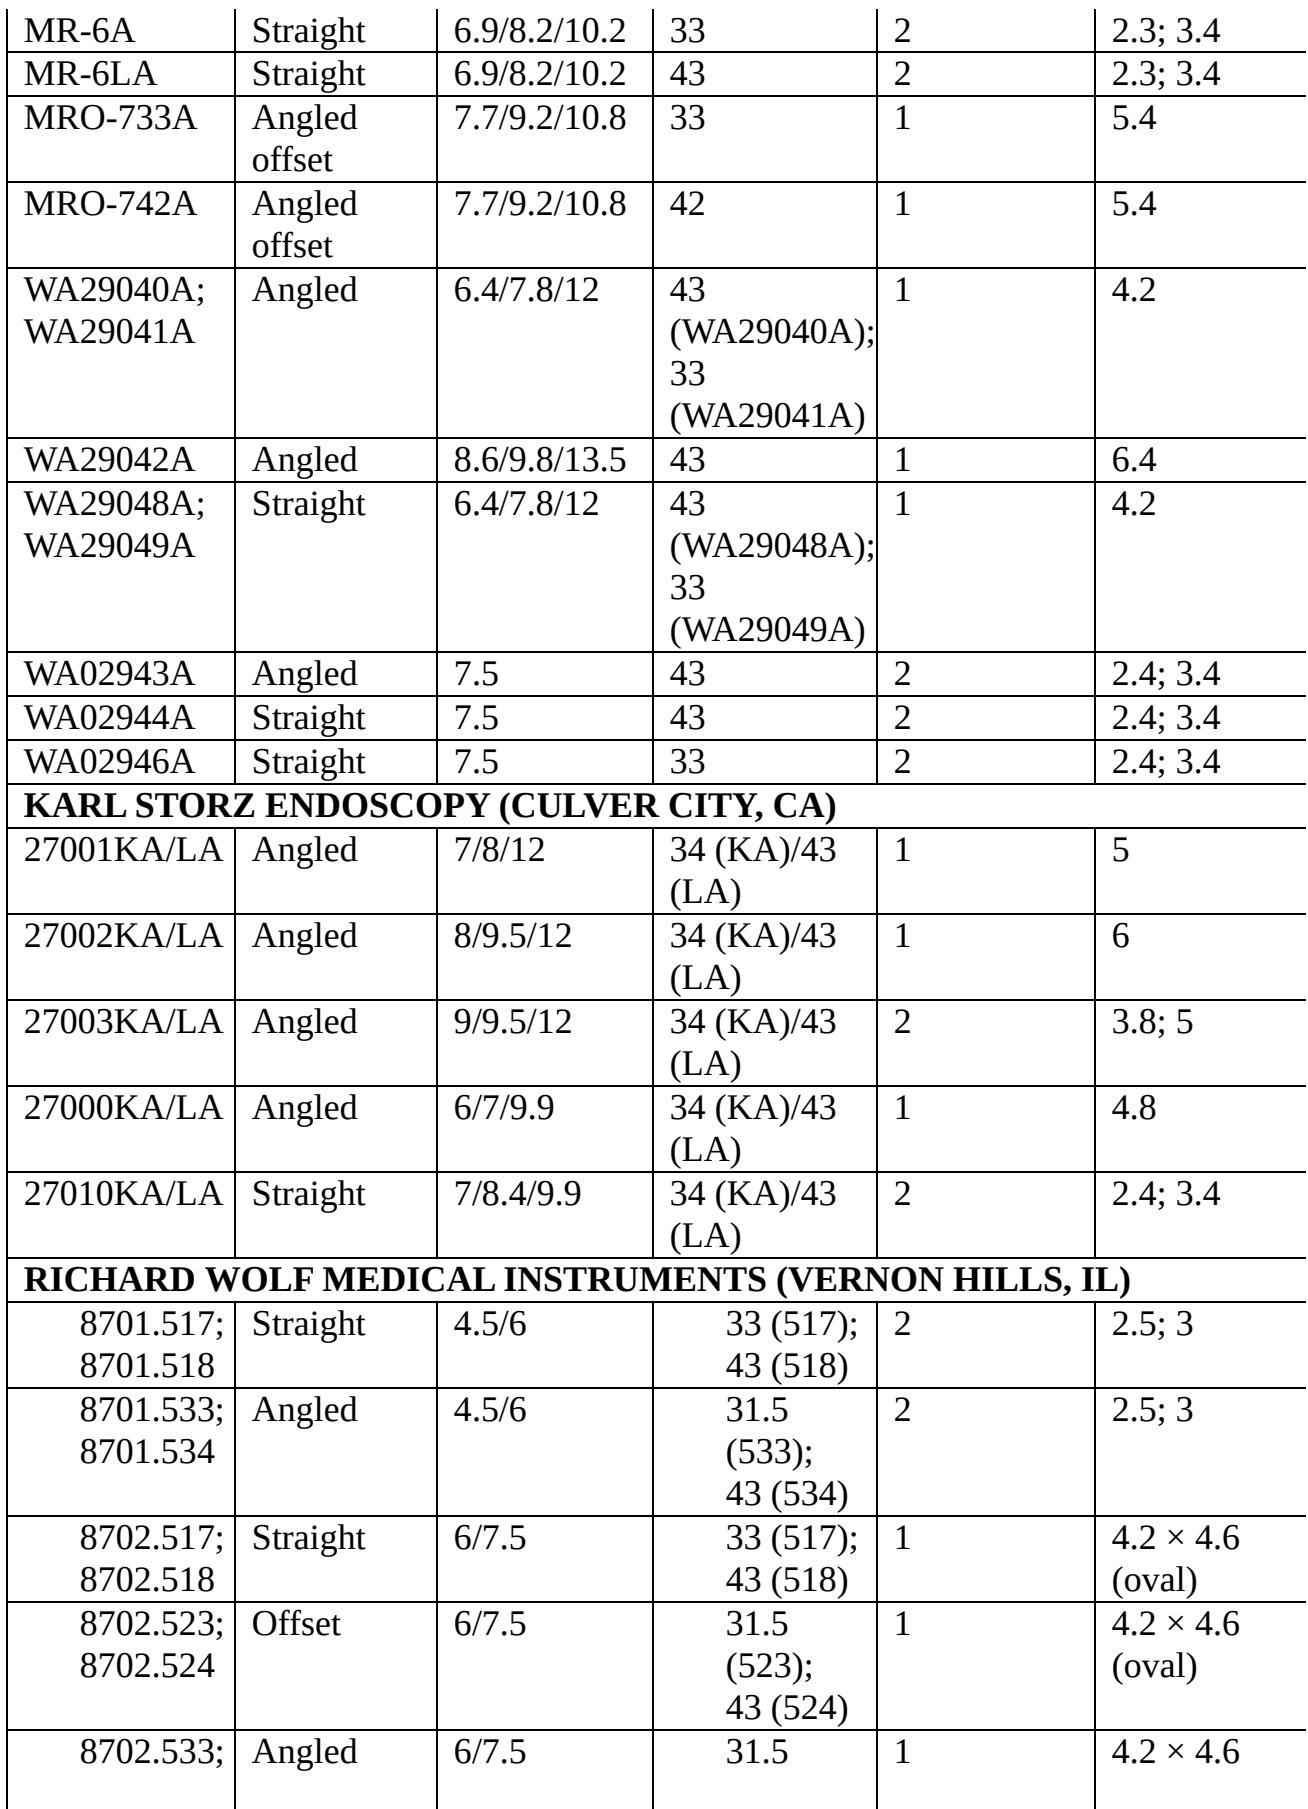 MR-6A Straight 6.9/8.2/10.2 33 2 2.3; 3.4
MR-6LA Straight 6.9/8.2/10.2 43 2 2.3; 3.4
MRO-733A Angled 7.7/9.2/10.8 33 1 5.4
offset
MRO-742A Angled 7.7/9.2/10.8 42 1 5.4
offset
WA29040A; Angled 6.4/7.8/12 43 1 4.2
WA29041A (WA29040A);
33
(WA29041A)
WA29042A Angled 8.6/9.8/13.5 43 1 6.4
WA29048A; Straight 6.4/7.8/12 43 1 4.2
WA29049A (WA29048A);
33
(WA29049A)
WA02943A Angled 7.5 43 2 2.4; 3.4
WA02944A Straight 7.5 43 2 2.4; 3.4
WA02946A Straight 7.5 33 2 2.4; 3.4
KARL STORZ ENDOSCOPY (CULVER CITY, CA)
27001KA/LA Angled 7/8/12 34 (KA)/43 1 5
(LA)
27002KA/LA Angled 8/9.5/12 34 (KA)/43 1 6
(LA)
27003KA/LA Angled 9/9.5/12 34 (KA)/43 2 3.8; 5
(LA)
27000KA/LA Angled 6/7/9.9 34 (KA)/43 1 4.8
(LA)
27010KA/LA Straight 7/8.4/9.9 34 (KA)/43 2 2.4; 3.4
(LA)
RICHARD WOLF MEDICAL INSTRUMENTS (VERNON HILLS, IL)
8701.517; Straight 4.5/6 33 (517); 2 2.5; 3
8701.518 43 (518)
8701.533; Angled 4.5/6 31.5 2 2.5; 3
8701.534 (533);
43 (534)
8702.517; Straight 6/7.5 33 (517); 1 4.2 × 4.6
8702.518 43 (518) (oval)
8702.523; Offset 6/7.5 31.5 1 4.2 × 4.6
8702.524 (523); (oval)
43 (524)
8702.533; Angled 6/7.5 31.5 1 4.2 × 4.6